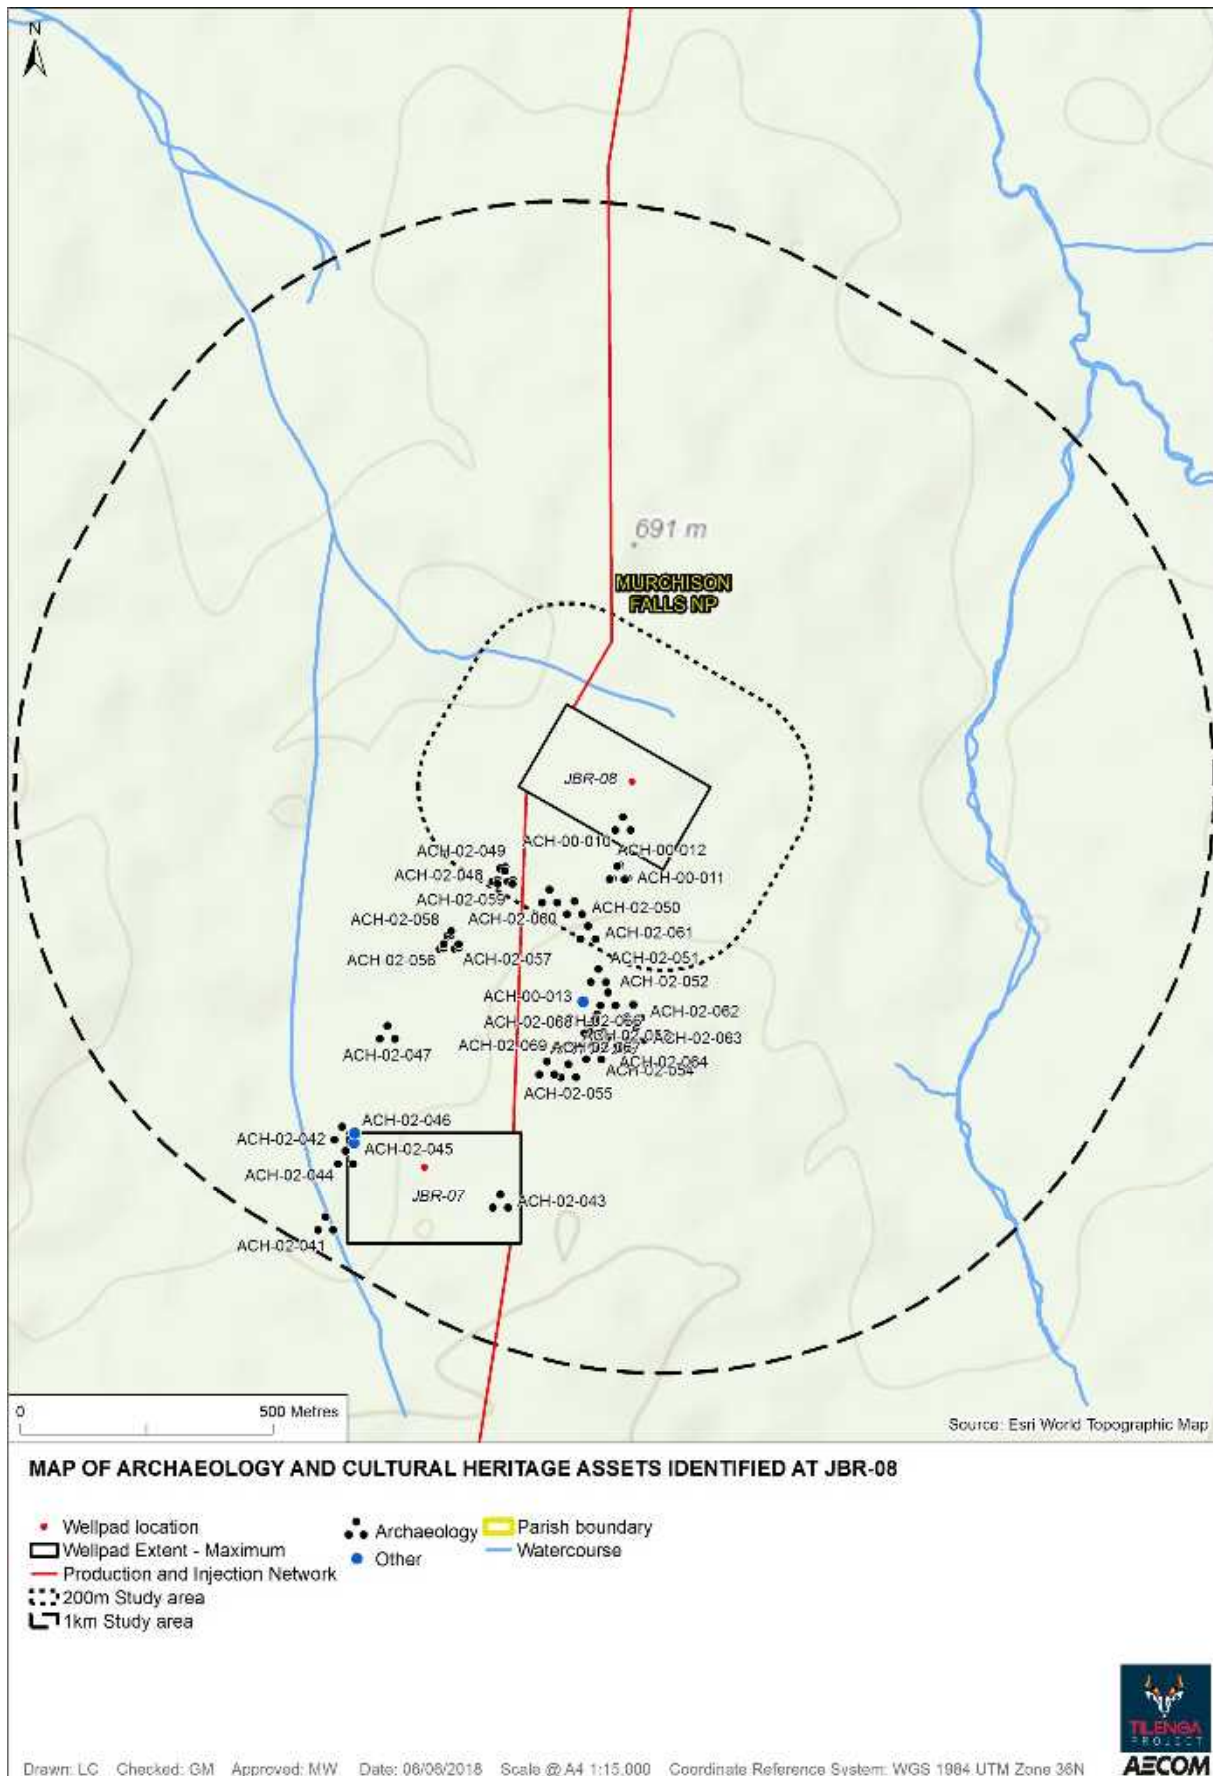 N
691 m
MURCHISON
FALLS NP
JBR-08
ACH-00-010
ACH-00-012
ACH-02-049
ACH-02-048
ACH-00-011
ACH-02-059
ACH-02-050
ACH-02-058
ACH-02-060
ACH-02-061
ACH-02-056
ACH-02-057
ACH-02-051
ACH-02-052
ACH-00-013
ACH-02-062
ACH-02-068
ACH-02-063
ACH-02-047
ACH-02-069
ACH-02-064
ACH-02-054
ACH-02-055
ACH-02-046
ACH-02-042
ACH-02-045
ACH-02-044
JBR-07
ACH-02-043
ACH-02-041
0
500 Metres
Source: Esri World Topographic Map
MAP OF ARCHAEOLOGY AND CULTURAL HERITAGE ASSETS IDENTIFIED AT JBR-08
Wellpad location
Wellpad Extent - Maximum
Production and Injection Network
200m Study area
1km Study area
Archaeology
Other
Parish boundary
Watercourse
TILENGA
PROJECT
AECOM
Drawn: LC Checked: GM Approved: MW Date: 06/06/2018 Scale @ A4 1:15,000 Coordinate Reference System: WGS 1984 UTM Zone 36N